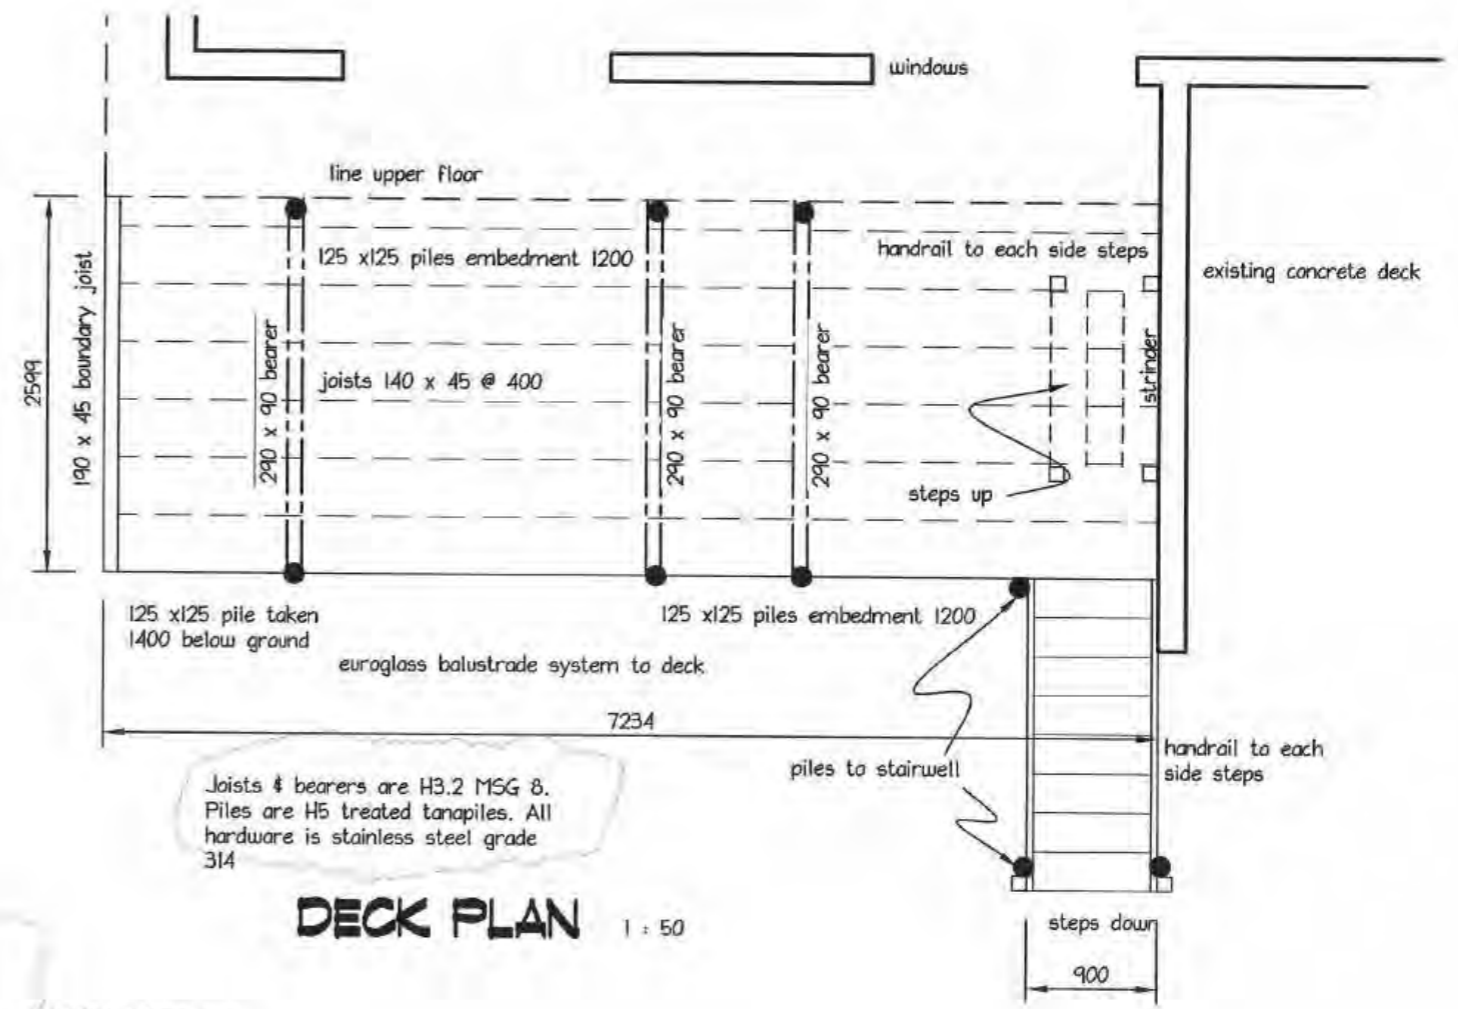 windows
line upper floor
125 x125 piles embedment 1200
handrail to each side steps
existing concrete deck
2599
190 x 45 boundary joist
290 x 90 bearer
joists 140 x 45 @ 400
290 x 90 bearer
290 x 90 bearer
strinder
steps up
125 x125 pile taken
1400 below ground
125 x125 piles embedment 1200
euroglass balustrade system to deck
7234
piles to stairwell
handrail to each
side steps
Joists & bearers are H3.2 MSG 8.
Piles are H5 treated tanapiles. All
hardware is stainless steel grade
314
DECK PLAN 1 : 50
steps down
900